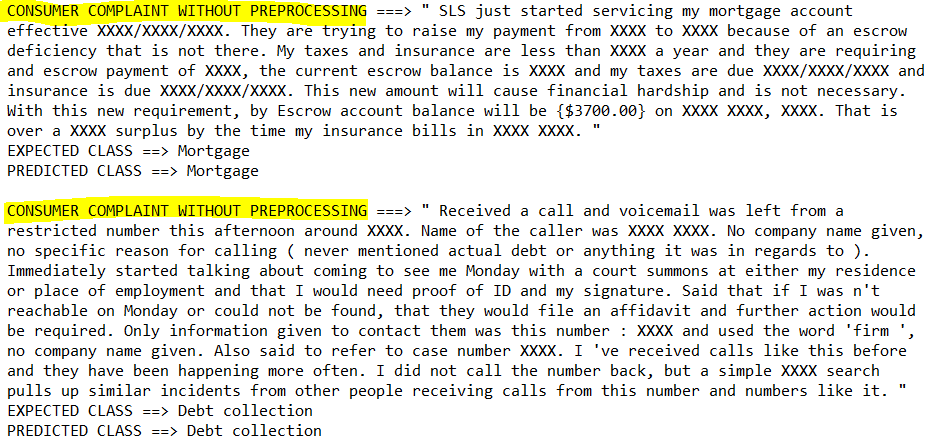 CONSUMER COMPLAINT WITHOUT PREPROCESSING ===> " SLS just started servicing my mortgage account
effective XXXX/XXXX/XXXX. They are trying to raise my payment from XXXX to XXXX because of an escrow
deficiency that is not there. My taxes and insurance are less than XXXX a year and they are requiring
and escrow payment of XXXX, the current escrow balance is XXXX and my taxes are due XXXX/XXXX/XXXX and
insurance is due XXXX/XXXX/XXXX. This new amount will cause financial hardship and is not necessary.
With this new requirement, by Escrow account balance will be {$3700.00} on XXXX XXXX, XXXX. That is
over a XXXX surplus by the time my insurance bills in XXXX XXXX. "
EXPECTED CLASS ==> Mortgage
PREDICTED CLASS ==> Mortgage
CONSUMER COMPLAINT WITHOUT PREPROCESSING ===> " Received a call and voicemail was left from a
restricted number this afternoon around XXXX. Name of the caller was XXXX XXXX. No company name given,
no specific reason for calling ( never mentioned actual debt or anything it was in regards to ).
Immediately started talking about coming to see me Monday with a court summons at either my residence
or place of employment and that I would need proof of ID and my signature. Said that if I was n't
reachable on Monday or could not be found, that they would file an affidavit and further action would
be required. Only information given to contact them was this number : XXXX and used the word 'firm ',
no company name given. Also said to refer to case number XXXX. I 've received calls like this before
and they have been happening more often. I did not call the number back, but a simple XXXX search
pulls up similar incidents from other people receiving calls from this number and numbers like it. "
EXPECTED CLASS ==> Debt collection
PREDICTED CLASS ==> Debt collection